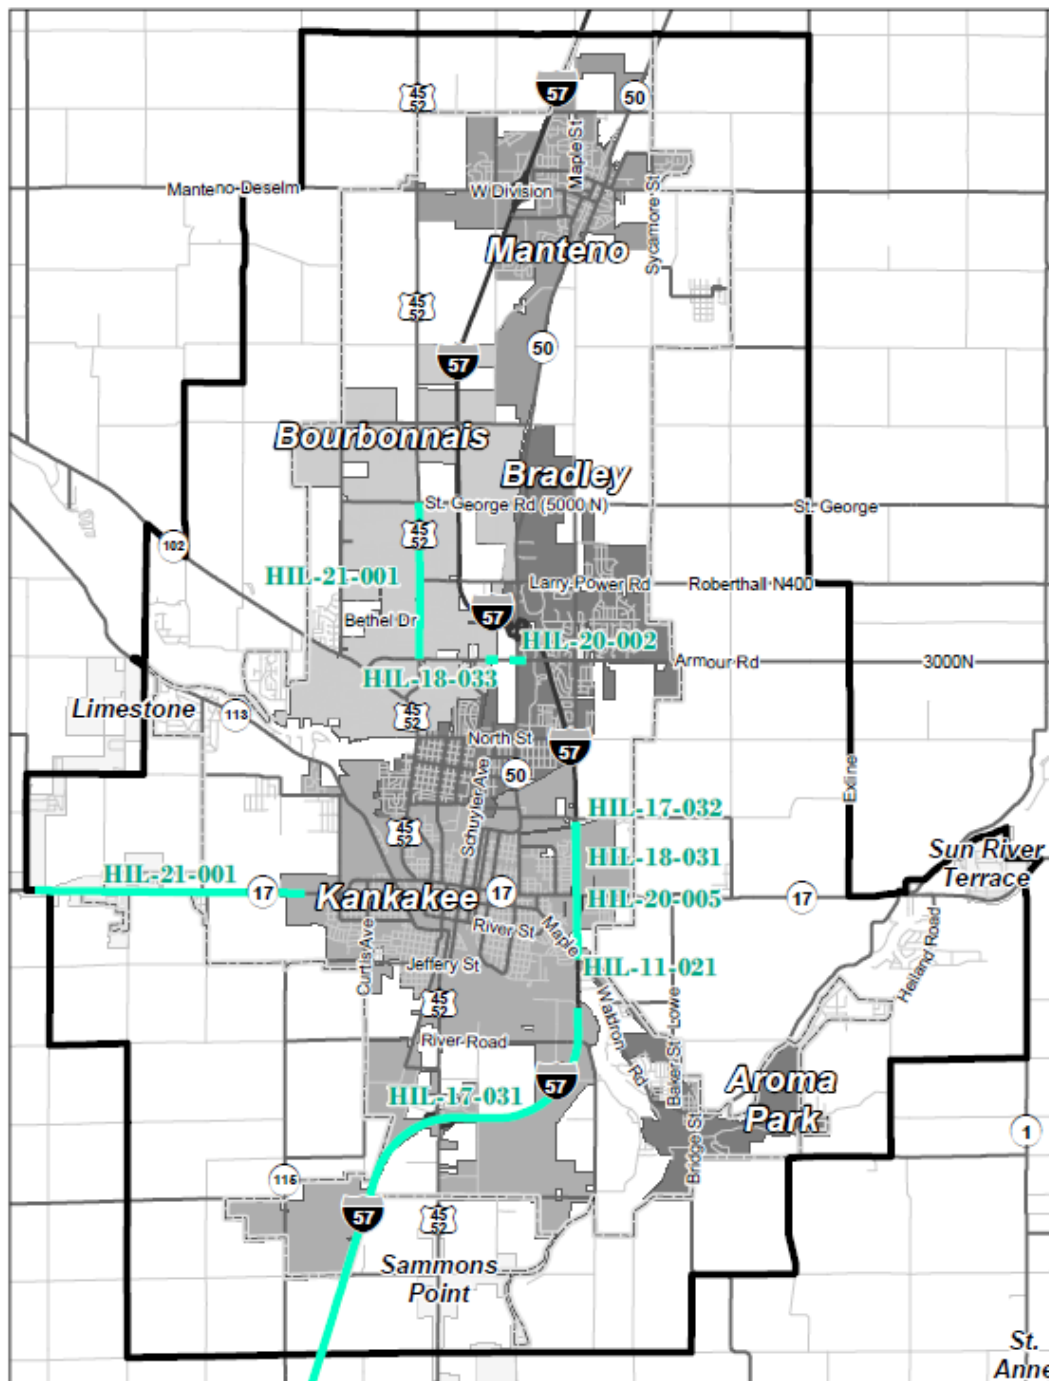 57
50
45
52
Maple St
Manteno-Deselm
W Division
Sycamore St
Manteno
45
52
57
50
Bourbonnais
Bradley
St. George Rd (5000 N)
St. George
45
52
102
HIL-21-001
Larry Power Rd
Roberthall N400
Bethel Dr
57
HIL-20-002
Armour Rd
3000N
HIL-18-033
Limestone
113
45
52
North St
57
50
Schuyler Ave
Exline
HIL-17-032
45
52
HIL-18-031
Sun River
Terrace
HIL-21-001
17
Kankakee
17
HIL-20-005
17
River St
Maple
Curtis Ave
Jeffery St
HIL-11-021
Heiland Road
45
52
Waldron Rd
Lowe
River Road
Baker St
57
HIL-17-031
Aroma
Park
1
Bridge St
115
57
45
52
Sammons
Point
St.
Anne